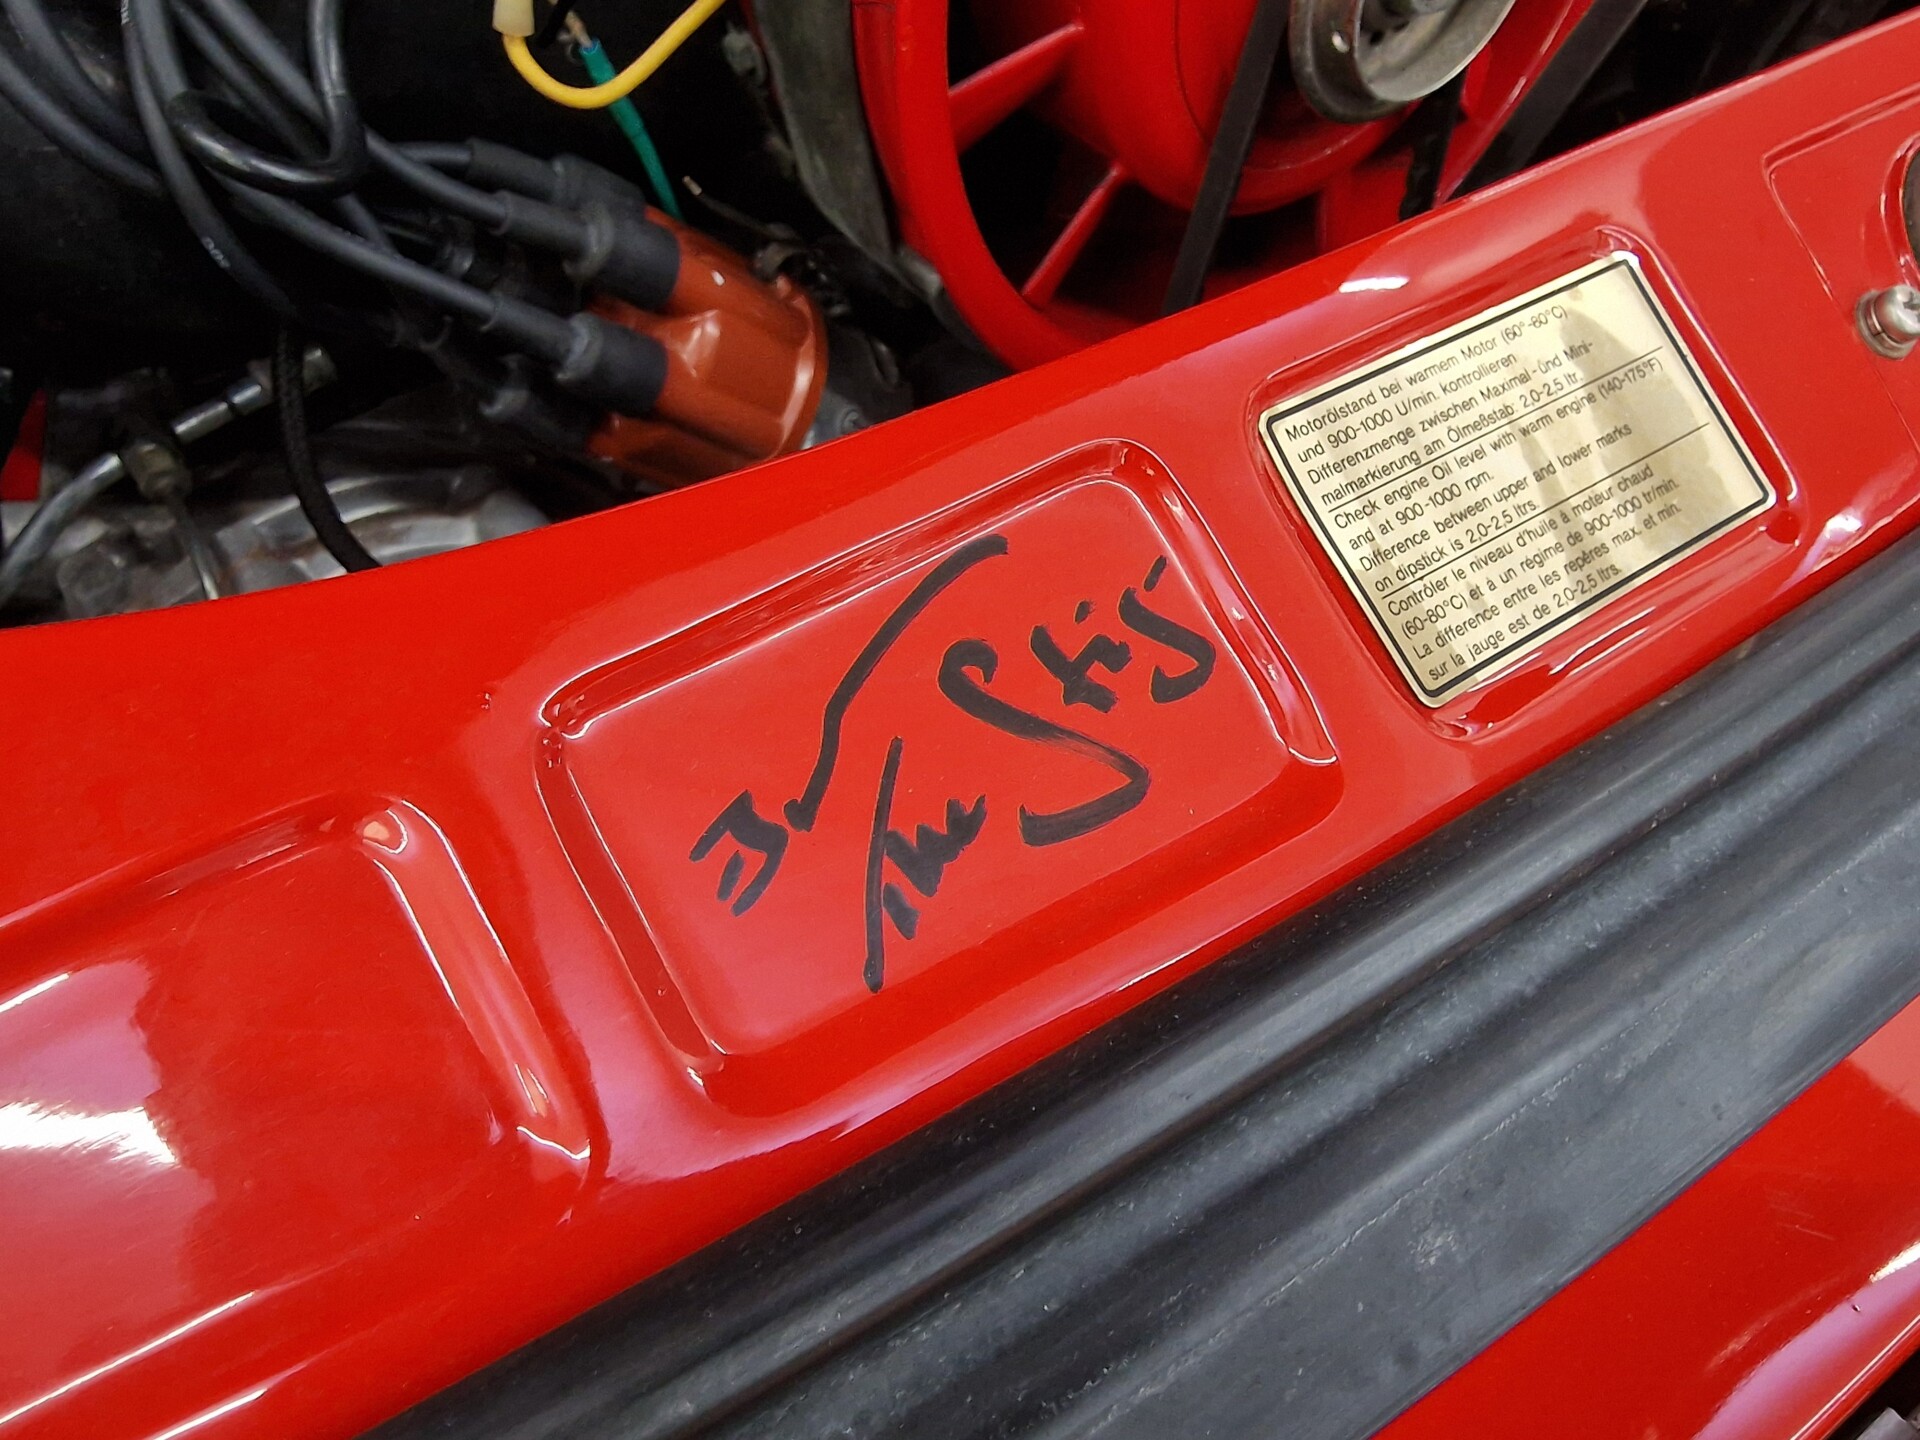 The Stig
Motorölstand bei warmem Motor (60°-80°C)
und 900-1000 U/min. kontrollieren
Differenzmenge zwischen Maximal-und Mini-
malmarkierung am Ölmeßstab: 2,0-2,5 ltr.
Check engine Oil level with warm engine (140-175°F)
and at 900-1000 rpm.
Difference between upper and lower marks
on dipstick is 2,0-2,5 ltrs.
Contrôler le niveau d'huile à moteur chaud
(60-80°C) et à un régime de 900-1000 tr/min.
La difference entre les repères max. et min.
sur la jauge est de 2,0-2,5 ltrs.